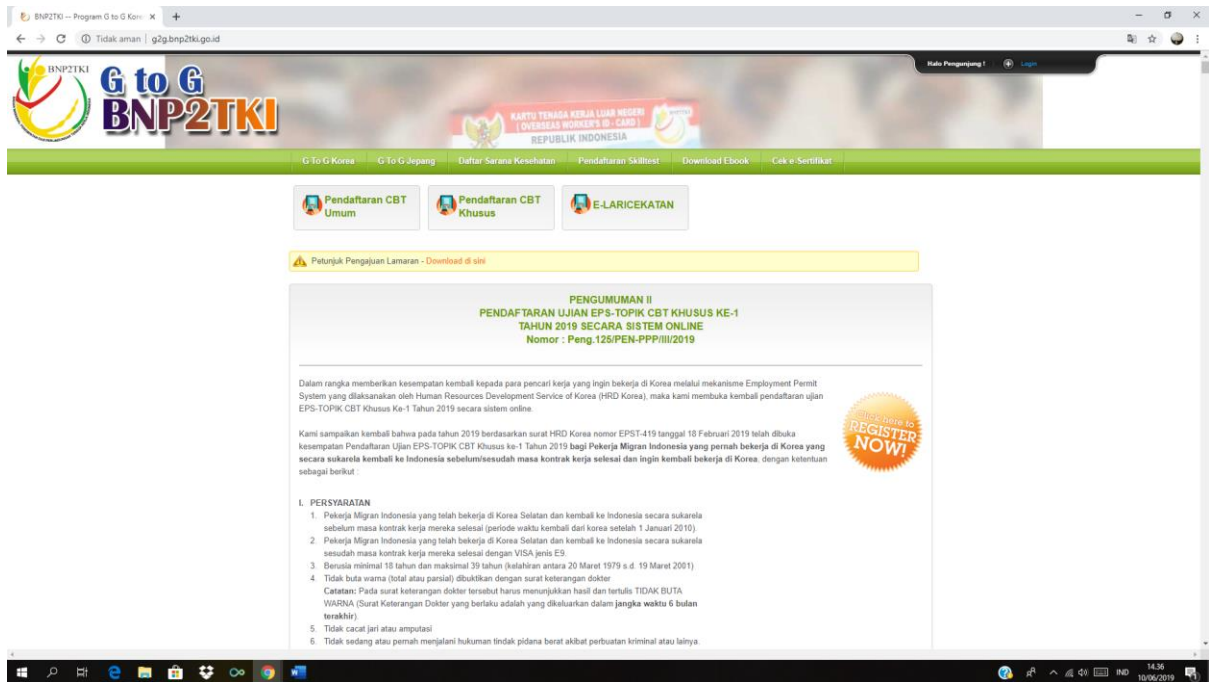 BNP2TKI -- Program G to G Kore
Tidak aman | g2g.bnp2tki.go.id
BNP2TKI
G to G
BNP2TKI
KARTU TENAGA KERJA LUAR NEGERI
( OVERSEAS WORKER'S ID - CARD )
REPUBLIK INDONESIA
Halo Pengunjung ! Login
G To G Korea G To G Jepang Daftar Sarana Kesehatan Pendaftaran Skilltest Download Ebook Cek e-Sertifikat
Pendaftaran CBT Umum
Pendaftaran CBT Khusus
E-LARICEKATAN
Petunjuk Pengajuan Lamaran - Download di sini
PENGUMUMAN II
PENDAFTARAN UJIAN EPS-TOPIK CBT KHUSUS KE-1
TAHUN 2019 SECARA SISTEM ONLINE
Nomor : Peng.125/PEN-PPP/III/2019
Dalam rangka memberikan kesempatan kembali kepada para pencari kerja yang ingin bekerja di Korea melalui mekanisme Employment Permit
System yang dilaksanakan oleh Human Resources Development Service of Korea (HRD Korea), maka kami membuka kembali pendaftaran ujian
EPS-TOPIK CBT Khusus Ke-1 Tahun 2019 secara sistem online.
Click here to
REGISTER
NOW!
Kami sampaikan kembali bahwa pada tahun 2019 berdasarkan surat HRD Korea nomor EPST-419 tanggal 18 Februari 2019 telah dibuka
kesempatan Pendaftaran Ujian EPS-TOPIK CBT Khusus ke-1 Tahun 2019 bagi Pekerja Migran Indonesia yang pernah bekerja di Korea yang
secara sukarela kembali ke Indonesia sebelum/sesudah masa kontrak kerja selesai dan ingin kembali bekerja di Korea, dengan ketentuan
sebagai berikut :
I. PERSYARATAN
1. Pekerja Migran Indonesia yang telah bekerja di Korea Selatan dan kembali ke Indonesia secara sukarela
sebelum masa kontrak kerja mereka selesai (periode waktu kembali dari korea setelah 1 Januari 2010).
2. Pekerja Migran Indonesia yang telah bekerja di Korea Selatan dan kembali ke Indonesia secara sukarela
sesudah masa kontrak kerja mereka selesai dengan VISA jenis E9.
3. Berusia minimal 18 tahun dan maksimal 39 tahun (kelahiran antara 20 Maret 1979 s.d. 19 Maret 2001)
4. Tidak buta warna (total atau parsial) dibuktikan dengan surat keterangan dokter
Catatan: Pada surat keterangan dokter tersebut harus menunjukkan hasil dan tertulis TIDAK BUTA
WARNA (Surat Keterangan Dokter yang berlaku adalah yang dikeluarkan dalam jangka waktu 6 bulan
terakhir).
5. Tidak cacat jari atau amputasi
6. Tidak sedang atau pernah menjalani hukuman tindak pidana berat akibat perbuatan kriminal atau lainya.
IND
14.36
10/06/2019